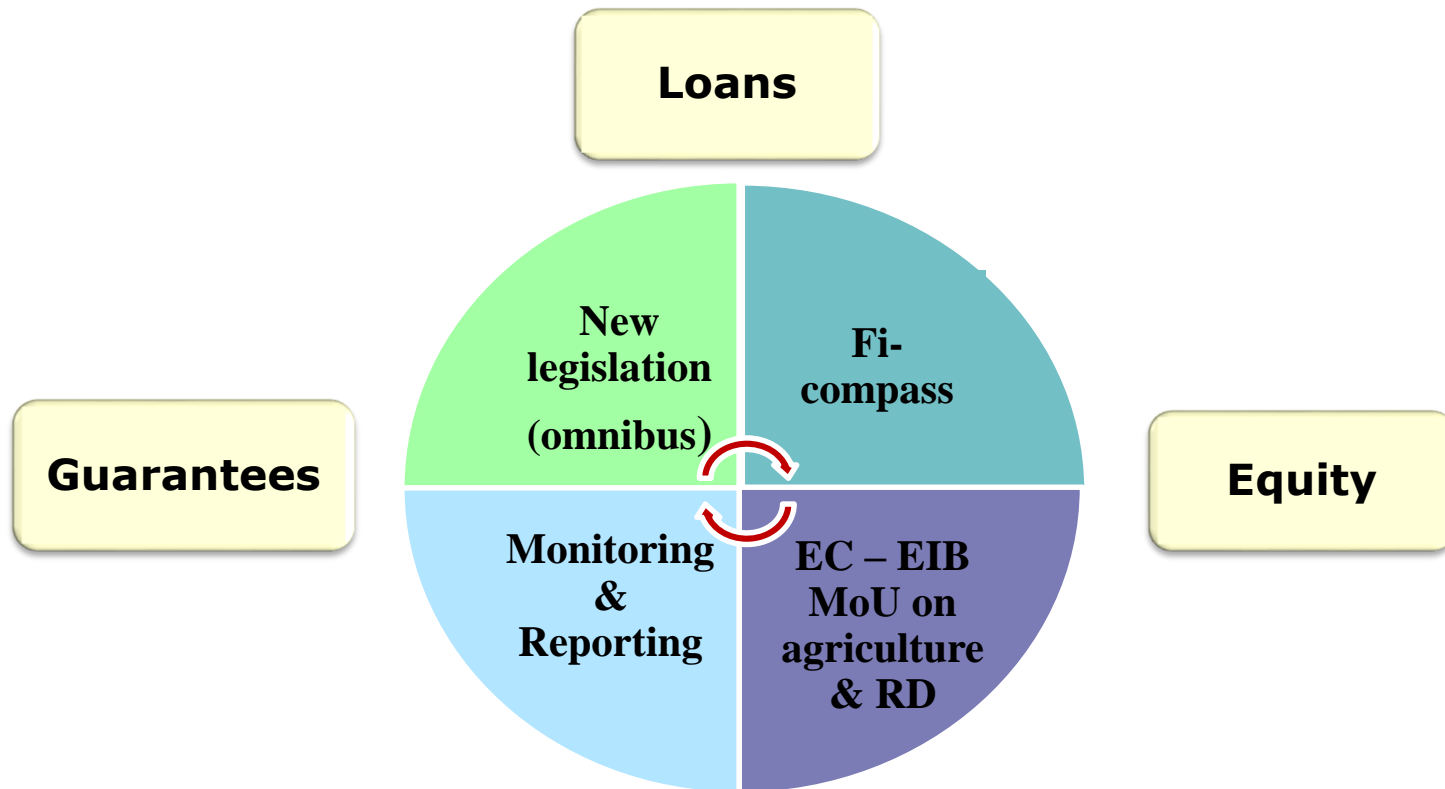 Loans
New
legislation
(omnibus)
Fi-
compass
Guarantees
Equity
Monitoring
&
Reporting
EC – EIB
MoU on
agriculture
& RD